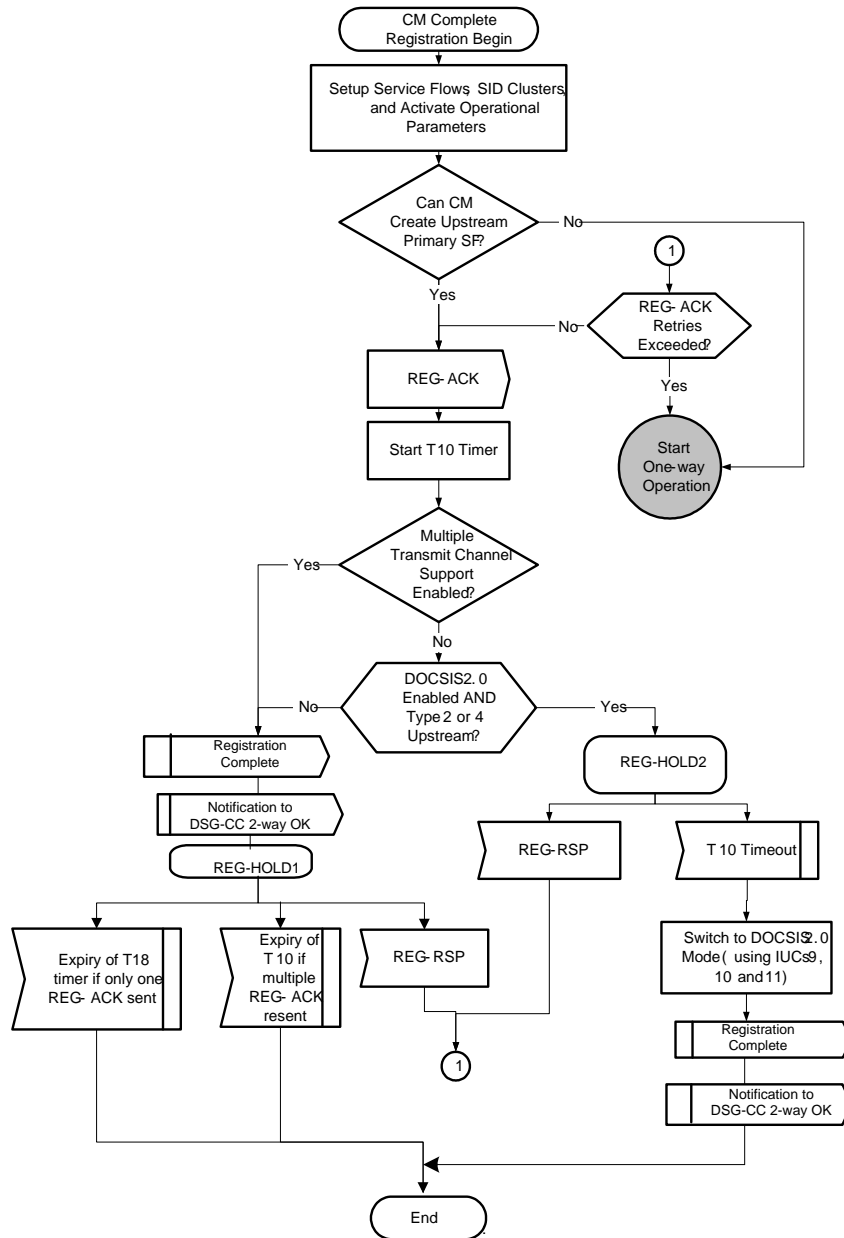 CM Complete
Registration Begin
Setup Service Flows, SID Clusters,
and Activate Operational
Parameters
Can CM
Create Upstream
Primary SF?
No
1
Yes
REG- ACK
Retries
Exceeded?
No
REG- ACK
Yes
Start T10 Timer
Start
One-way
Operation
Multiple
Transmit Channel
Support
Enabled?
Yes
No
DOCSIS2. 0
Enabled AND
Type 2 or 4
Upstream?
No
Yes
Registration
Complete
REG-HOLD2
Notification to
DSG-CC 2-way OK
REG-HOLD1
REG-RSP
T 10 Timeout
Expiry of T18
timer if only one
REG- ACK sent
Expiry of
T 10 if
multiple
REG- ACK
resent
REG-RSP
Switch to DOCSIS 2.0
Mode ( using IUCs 9 ,
10 and 11)
1
Registration
Complete
Notification to
DSG-CC 2-way OK
End